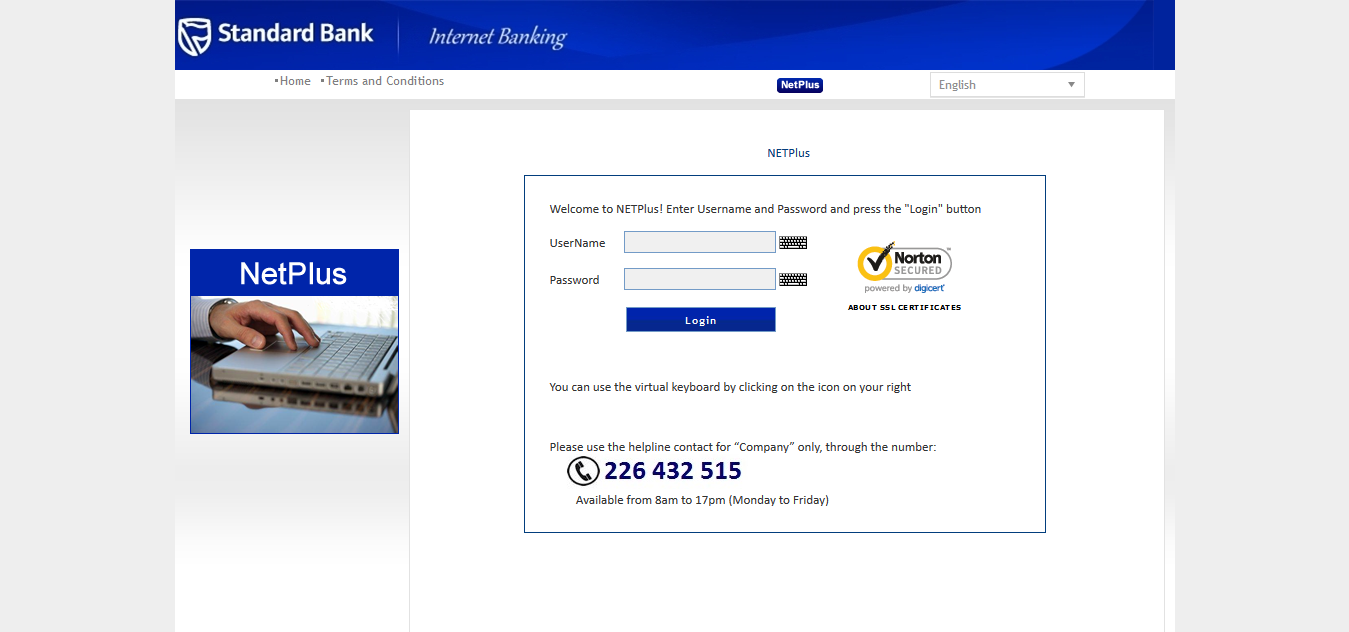 Standard Bank
Internet Banking
Home
Terms and Conditions
NetPlus
English
NETPlus
NetPlus
Welcome to NETPlus! Enter Username and Password and press the "Login" button
UserName
Password
Login
Norton
SECURED
powered by digicert
ABOUT SSL CERTIFICATES
You can use the virtual keyboard by clicking on the icon on your right
Please use the helpline contact for “Company” only, through the number:
226 432 515
Available from 8am to 17pm (Monday to Friday)